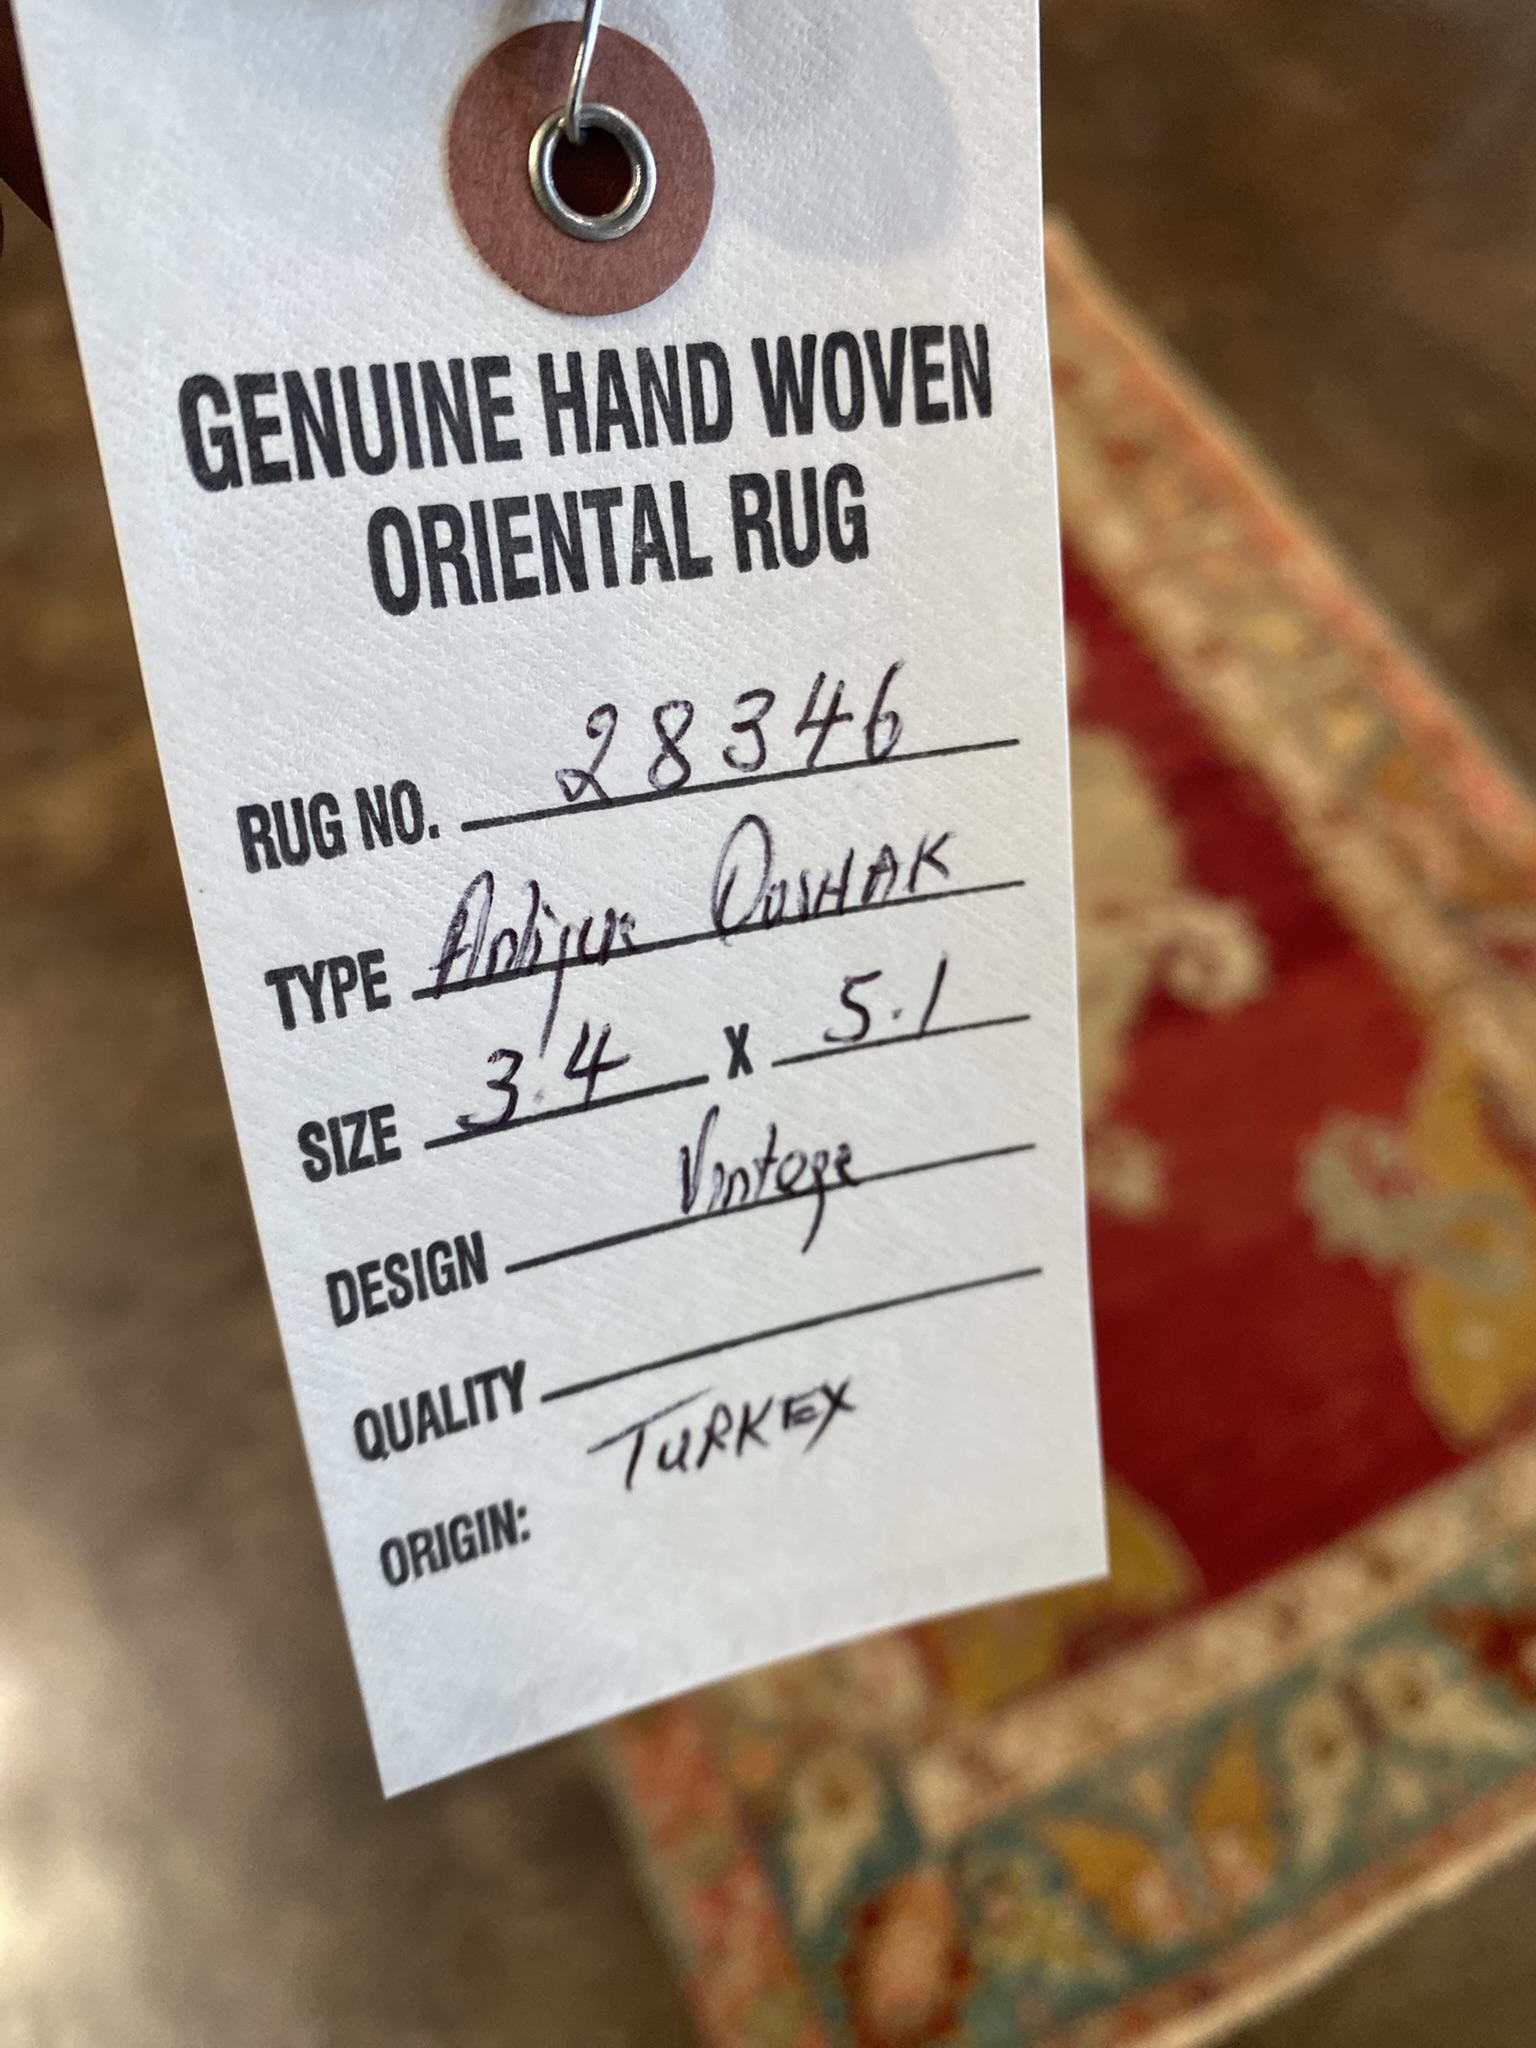 GENUINE HAND WOVEN
ORIENTAL RUG
RUG NO. 28346
TYPE Antique OUSHAK
SIZE 3.4 X 5.1
DESIGN Vintage
QUALITY
ORIGIN: TURKEY